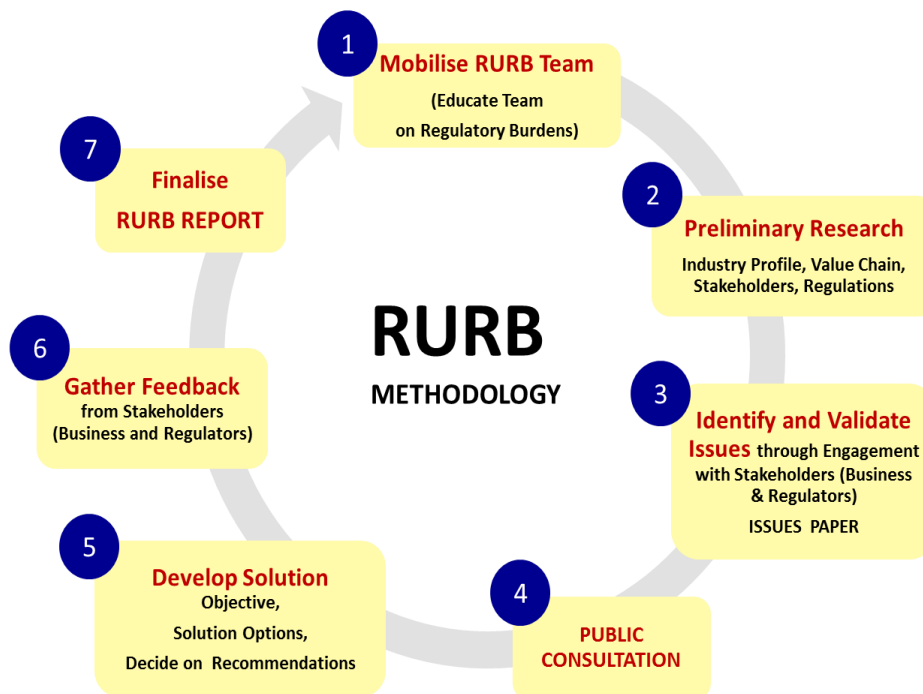 1
Mobilise RURB Team
(Educate Team
on Regulatory Burdens)
2
Preliminary Research
Industry Profile, Value Chain,
Stakeholders, Regulations
3
Identify and Validate
Issues through Engagement
with Stakeholders (Business
& Regulators)
ISSUES PAPER
4
PUBLIC
CONSULTATION
5
Develop Solution
Objective,
Solution Options,
Decide on Recommendations
6
Gather Feedback
from Stakeholders
(Business and Regulators)
7
Finalise
RURB REPORT
RURB
METHODOLOGY